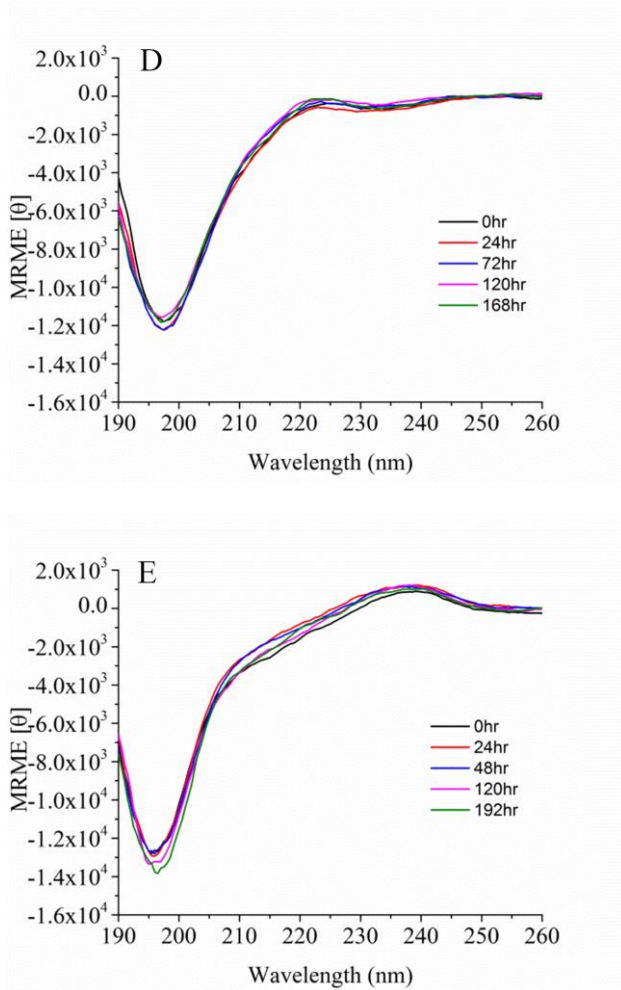 D
2.0x10³
0.0
-2.0x10³
-4.0x10³
-6.0x10³
-8.0x10³
-1.0x10⁴
-1.2x10⁴
-1.4x10⁴
-1.6x10⁴
MRME [θ]
0hr
24hr
72hr
120hr
168hr
190 200 210 220 230 240 250 260
Wavelength (nm)
E
2.0x10³
0.0
-2.0x10³
-4.0x10³
-6.0x10³
-8.0x10³
-1.0x10⁴
-1.2x10⁴
-1.4x10⁴
-1.6x10⁴
MRME [θ]
0hr
24hr
48hr
120hr
192hr
190 200 210 220 230 240 250 260
Wavelength (nm)